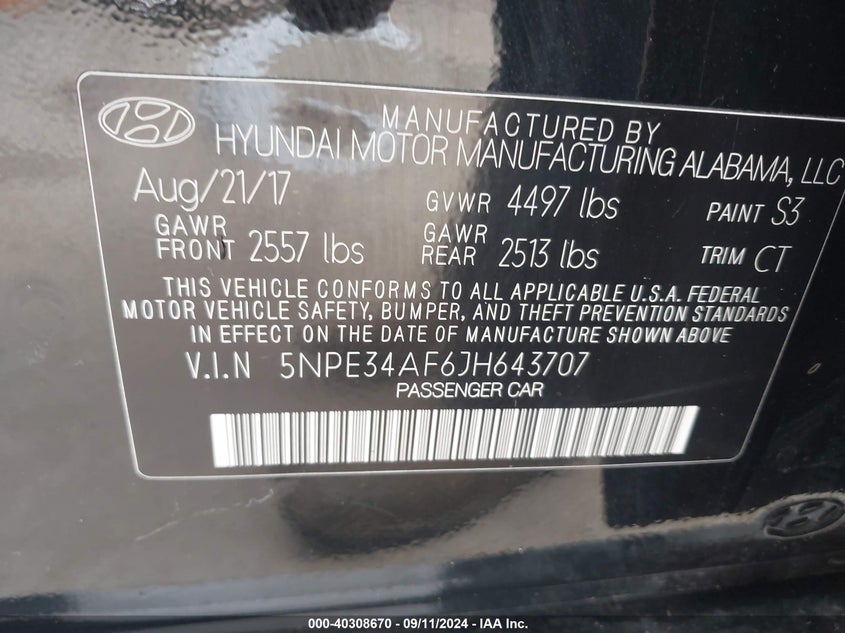 MANUFACTURED BY
HYUNDAI MOTOR MANUFACTURING ALABAMA, LLC
Aug/21/17 GVWR 4497 lbs PAINT S3
GAWR FRONT 2557 lbs GAWR REAR 2513 lbs TRIM CT
THIS VEHICLE CONFORMS TO ALL APPLICABLE U.S.A. FEDERAL
MOTOR VEHICLE SAFETY, BUMPER, AND THEFT PREVENTION STANDARDS
IN EFFECT ON THE DATE OF MANUFACTURE SHOWN ABOVE
V.I.N 5NPE34AF6JH643707
PASSENGER CAR
000-40308670 - 09/11/2024 - IAA Inc.